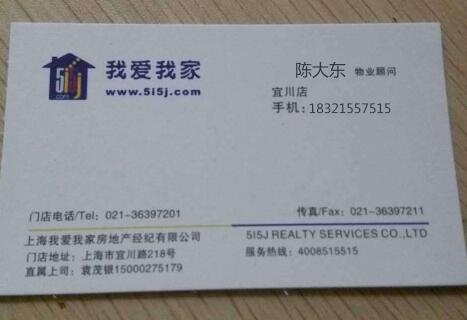 5i5j
.com
我爱我家
www.5i5j.com
陈大东 物业顾问
宜川店
手机:18321557515
门店电话/Tel: 021-36397201
传真/Fax: 021-36397211
上海我爱我家房地产经纪有限公司
5I5J REALTY SERVICES CO.,LTD
门店地址: 上海市宜川路218号
服务热线: 4008515515
直属上司: 袁茂银15000275179